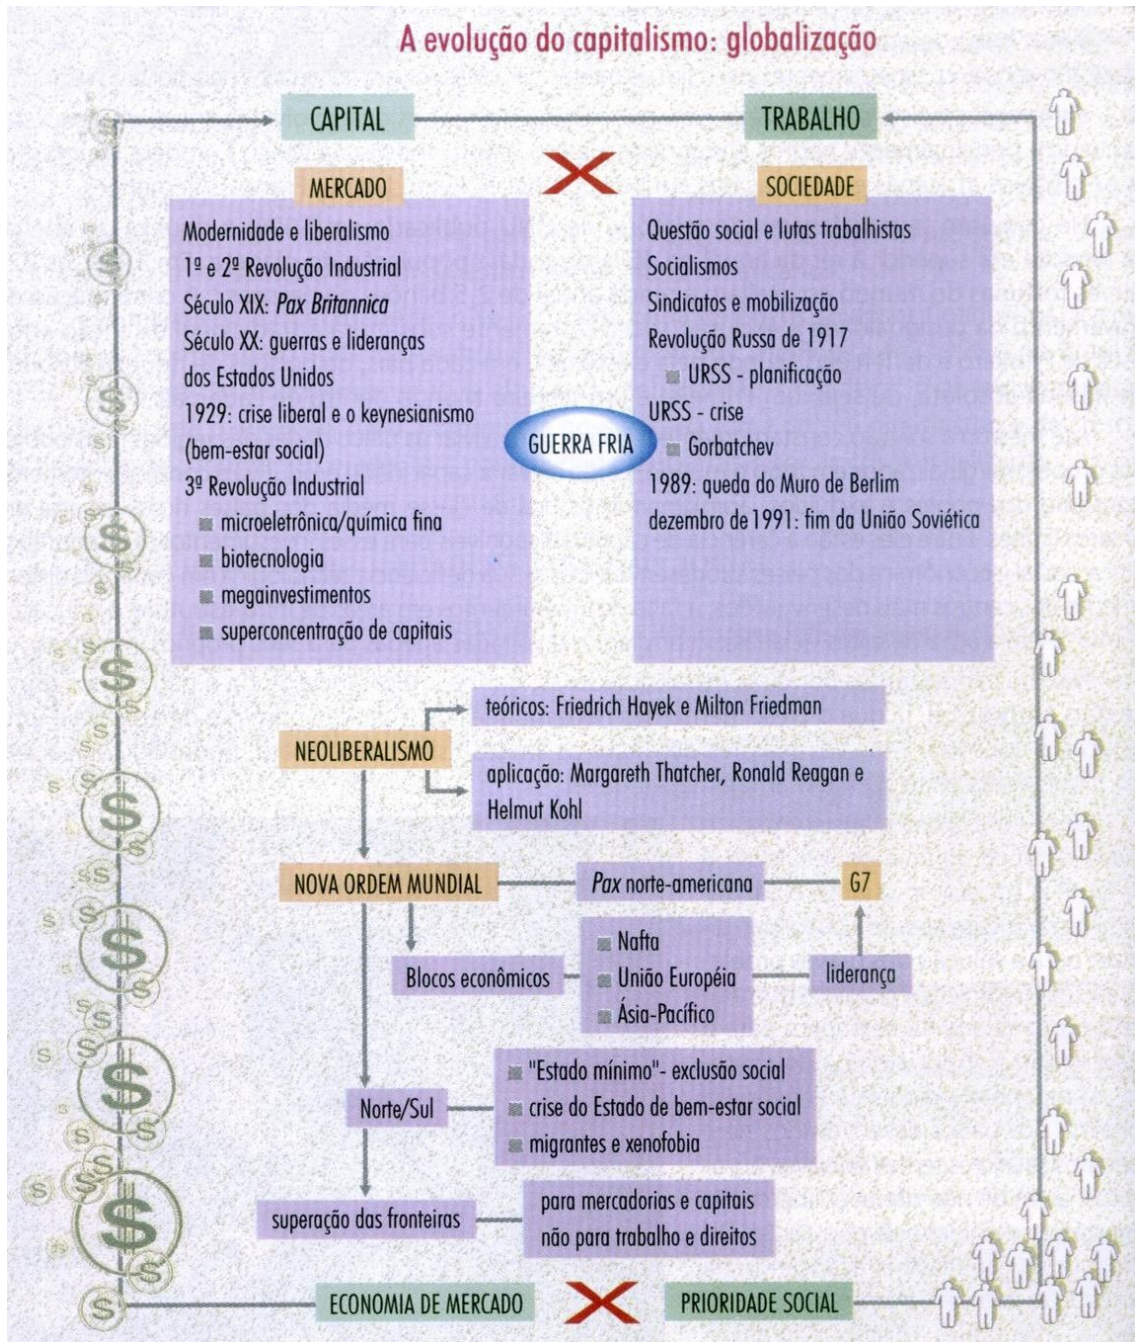 A evolução do capitalismo: globalização
CAPITAL
TRABALHO
MERCADO
SOCIEDADE
Modernidade e liberalismo
1ª e 2ª Revolução Industrial
Século XIX: Pax Britannica
Século XX: guerras e lideranças
dos Estados Unidos
1929: crise liberal e o keynesianismo
(bem-estar social)
3ª Revolução Industrial
microeletrônica/química fina
biotecnologia
megainvestimentos
superconcentração de capitais
GUERRA FRIA
Questão social e lutas trabalhistas
Socialismos
Sindicatos e mobilização
Revolução Russa de 1917
URSS - planificação
URSS - crise
Gorbatchev
1989: queda do Muro de Berlim
dezembro de 1991: fim da União Soviética
NEOLIBERALISMO
teóricos: Friedrich Hayek e Milton Friedman
aplicação: Margareth Thatcher, Ronald Reagan e
Helmut Kohl
NOVA ORDEM MUNDIAL
Pax norte-americana
G7
Blocos econômicos
Nafta
União Européia
Ásia-Pacífico
liderança
Norte/Sul
"Estado mínimo"- exclusão social
crise do Estado de bem-estar social
migrantes e xenofobia
superação das fronteiras
para mercadorias e capitais
não para trabalho e direitos
ECONOMIA DE MERCADO
PRIORIDADE SOCIAL